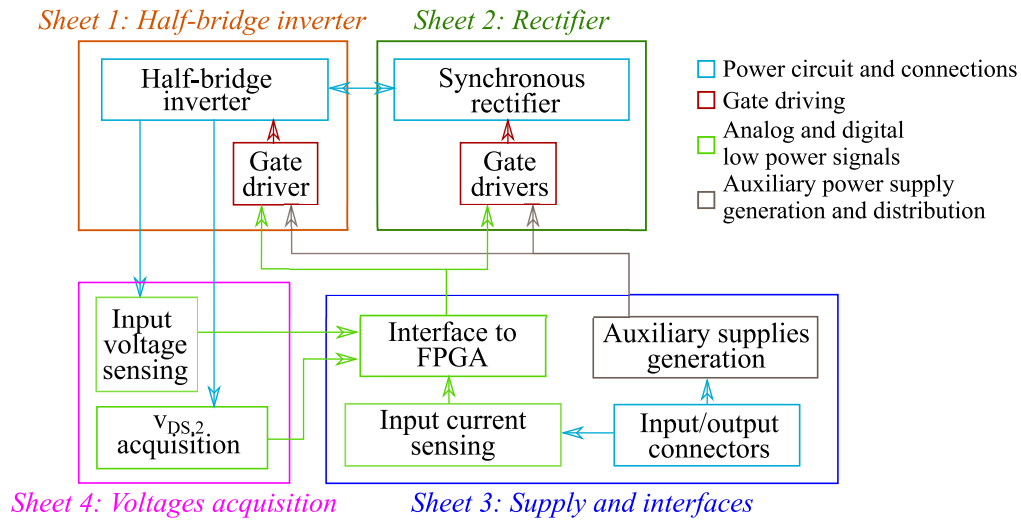 Sheet 1: Half-bridge inverter
Sheet 2: Rectifier
Half-bridge
inverter
Synchronous
rectifier
Gate
driver
Gate
drivers
Power circuit and connections
Gate driving
Analog and digital
low power signals
Auxiliary power supply
generation and distribution
Input
voltage
sensing
Interface to
FPGA
Auxiliary supplies
generation
vDS,2
acquisition
Input current
sensing
Input/output
connectors
Sheet 4: Voltages acquisition
Sheet 3: Supply and interfaces